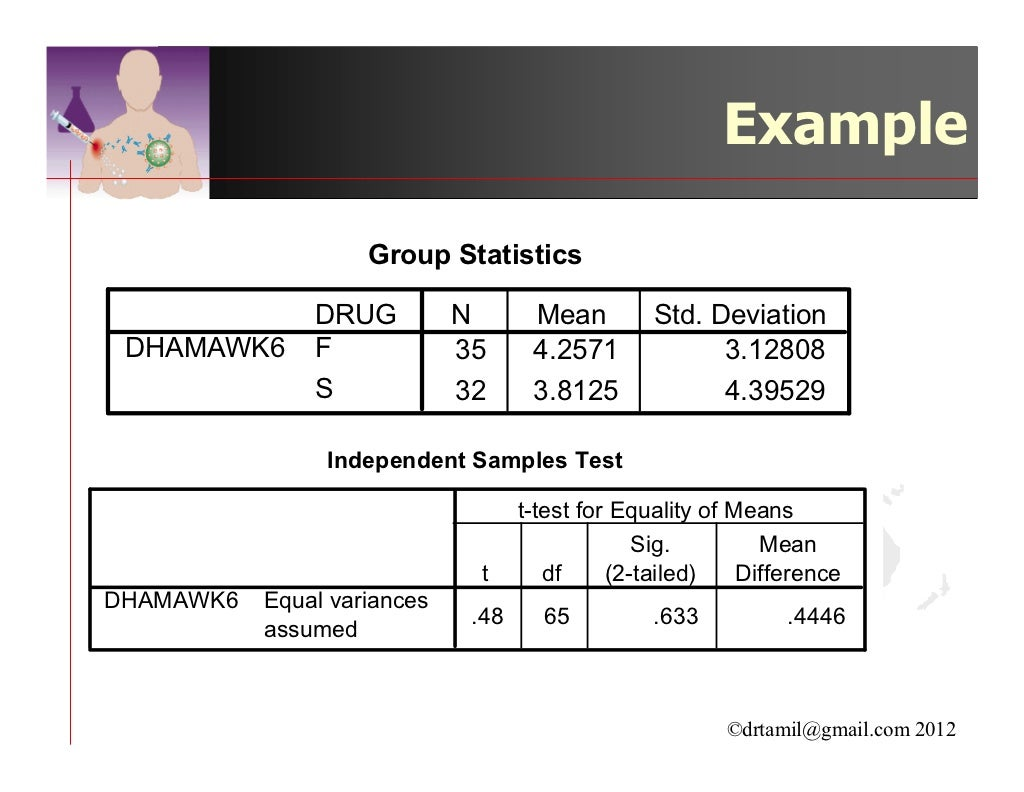 Example
Group Statistics
DRUG N Mean Std. Deviation
DHAMAWK6 F 35 4.2571 3.12808
S 32 3.8125 4.39529
Independent Samples Test
t-test for Equality of Means
Sig. Mean
t df (2-tailed) Difference
DHAMAWK6 Equal variances
assumed .48 65 .633 .4446
©drtamil@gmail.com 2012